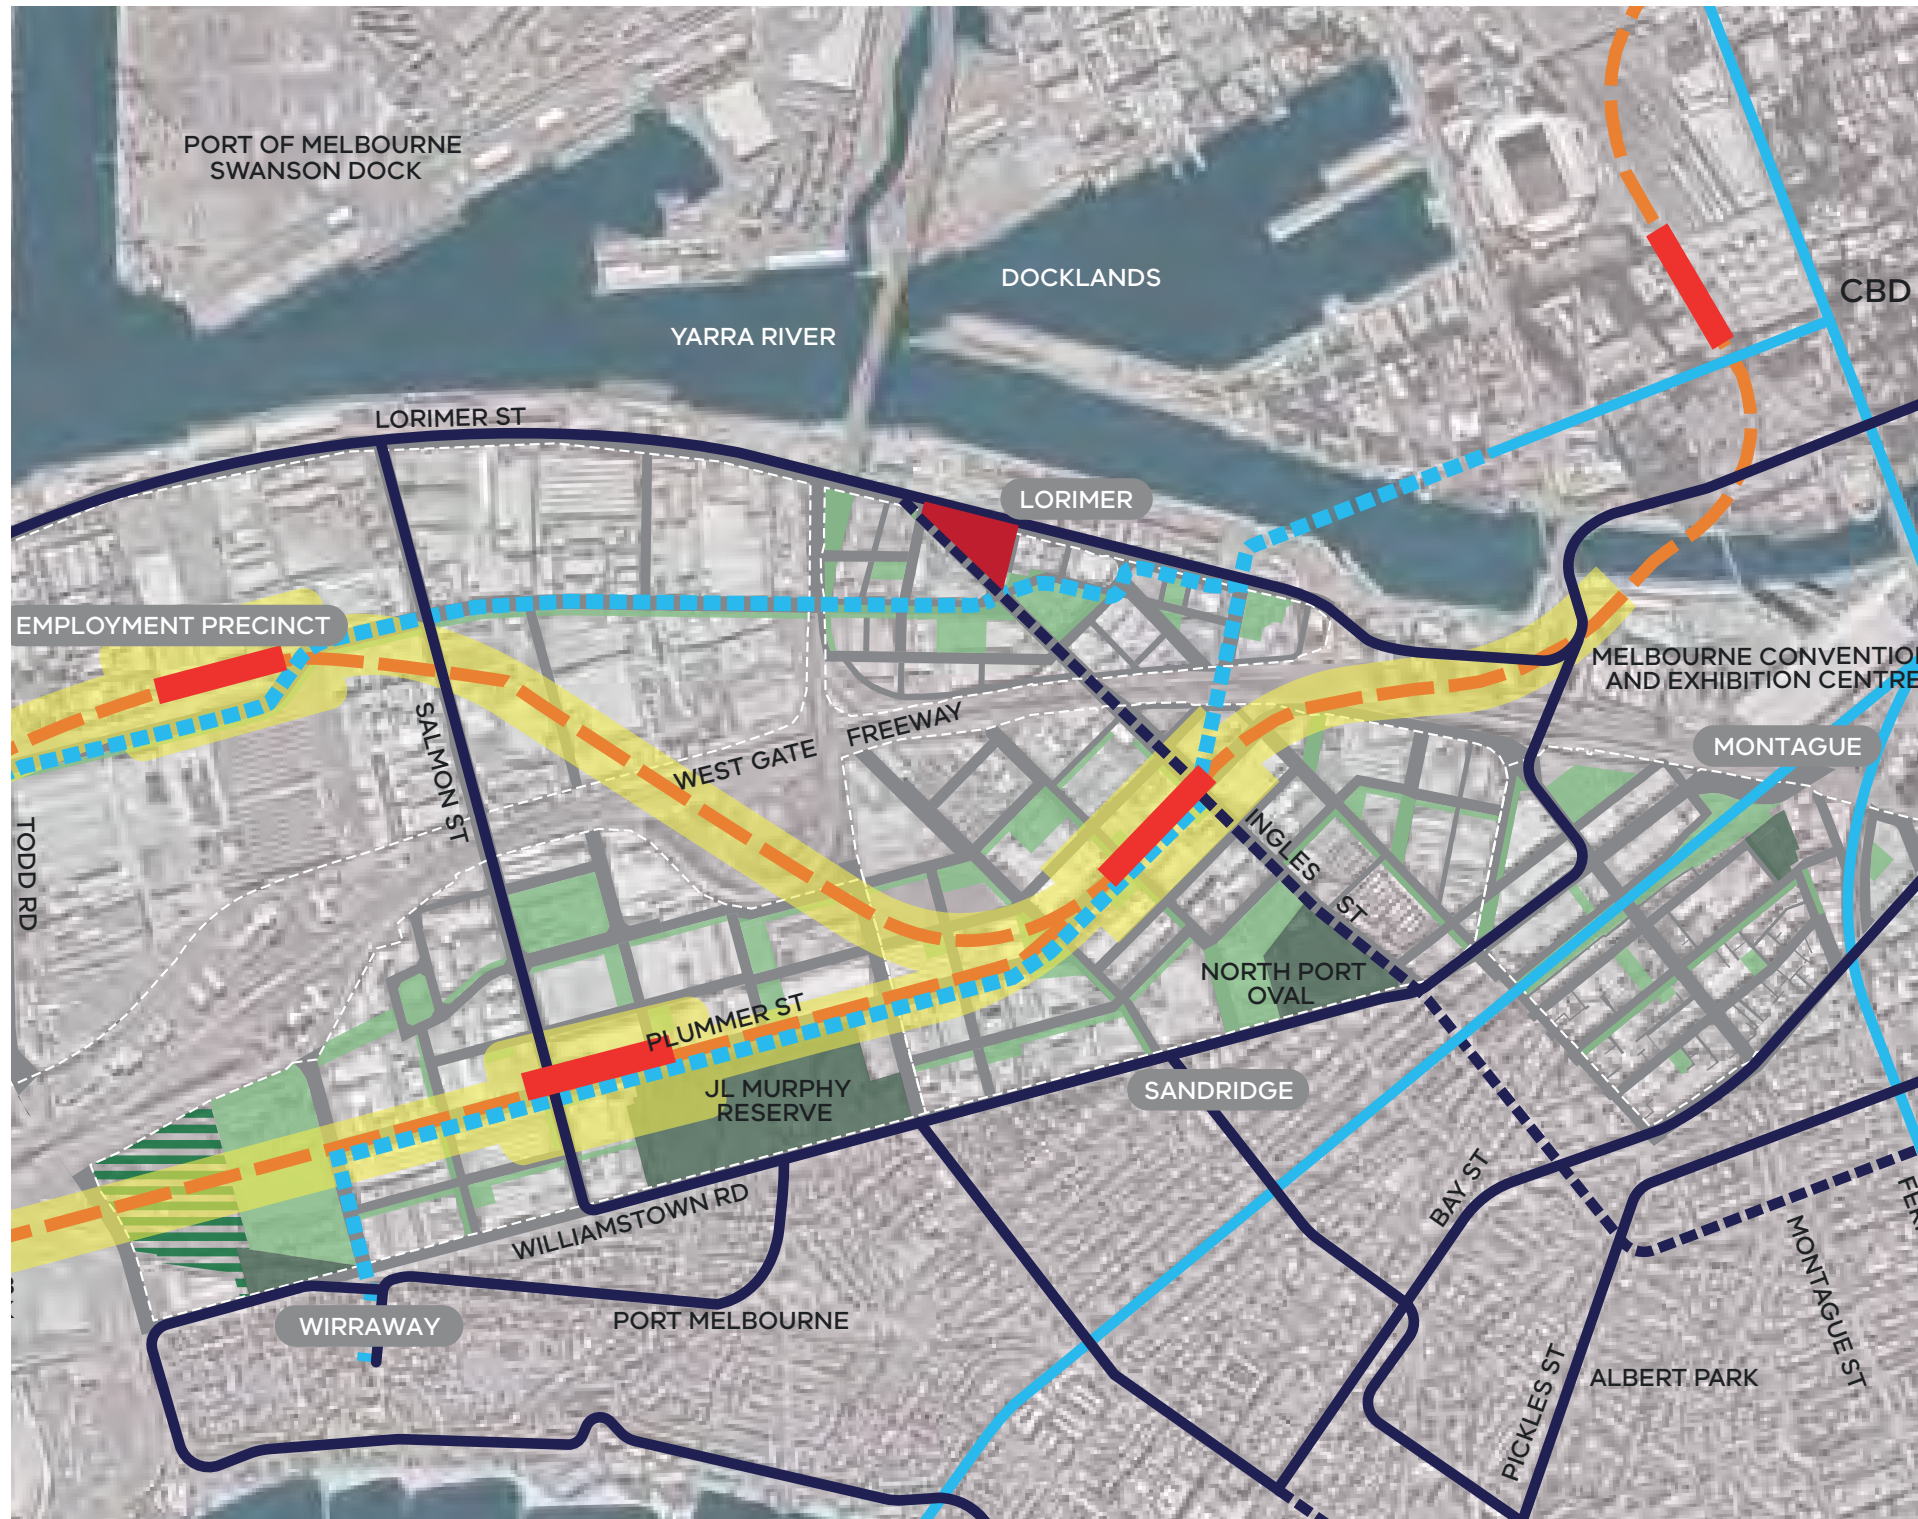 PORT OF MELBOURNE
SWANSON DOCK
DOCKLANDS
CBD
YARRA RIVER
LORIMER ST
LORIMER
EMPLOYMENT PRECINCT
MELBOURNE CONVENTIO
AND EXHIBITION CENTRE
SALMON ST
WEST GATE FREEWAY
MONTAGUE
TODD RD
INGLES ST
NORTH PORT
OVAL
PLUMMER ST
JL MURPHY
RESERVE
SANDRIDGE
BAY ST
WILLIAMSTOWN RD
FER
MONTAGUE ST
WIRRAWAY
PORT MELBOURNE
PICKLES ST
ALBERT PARK